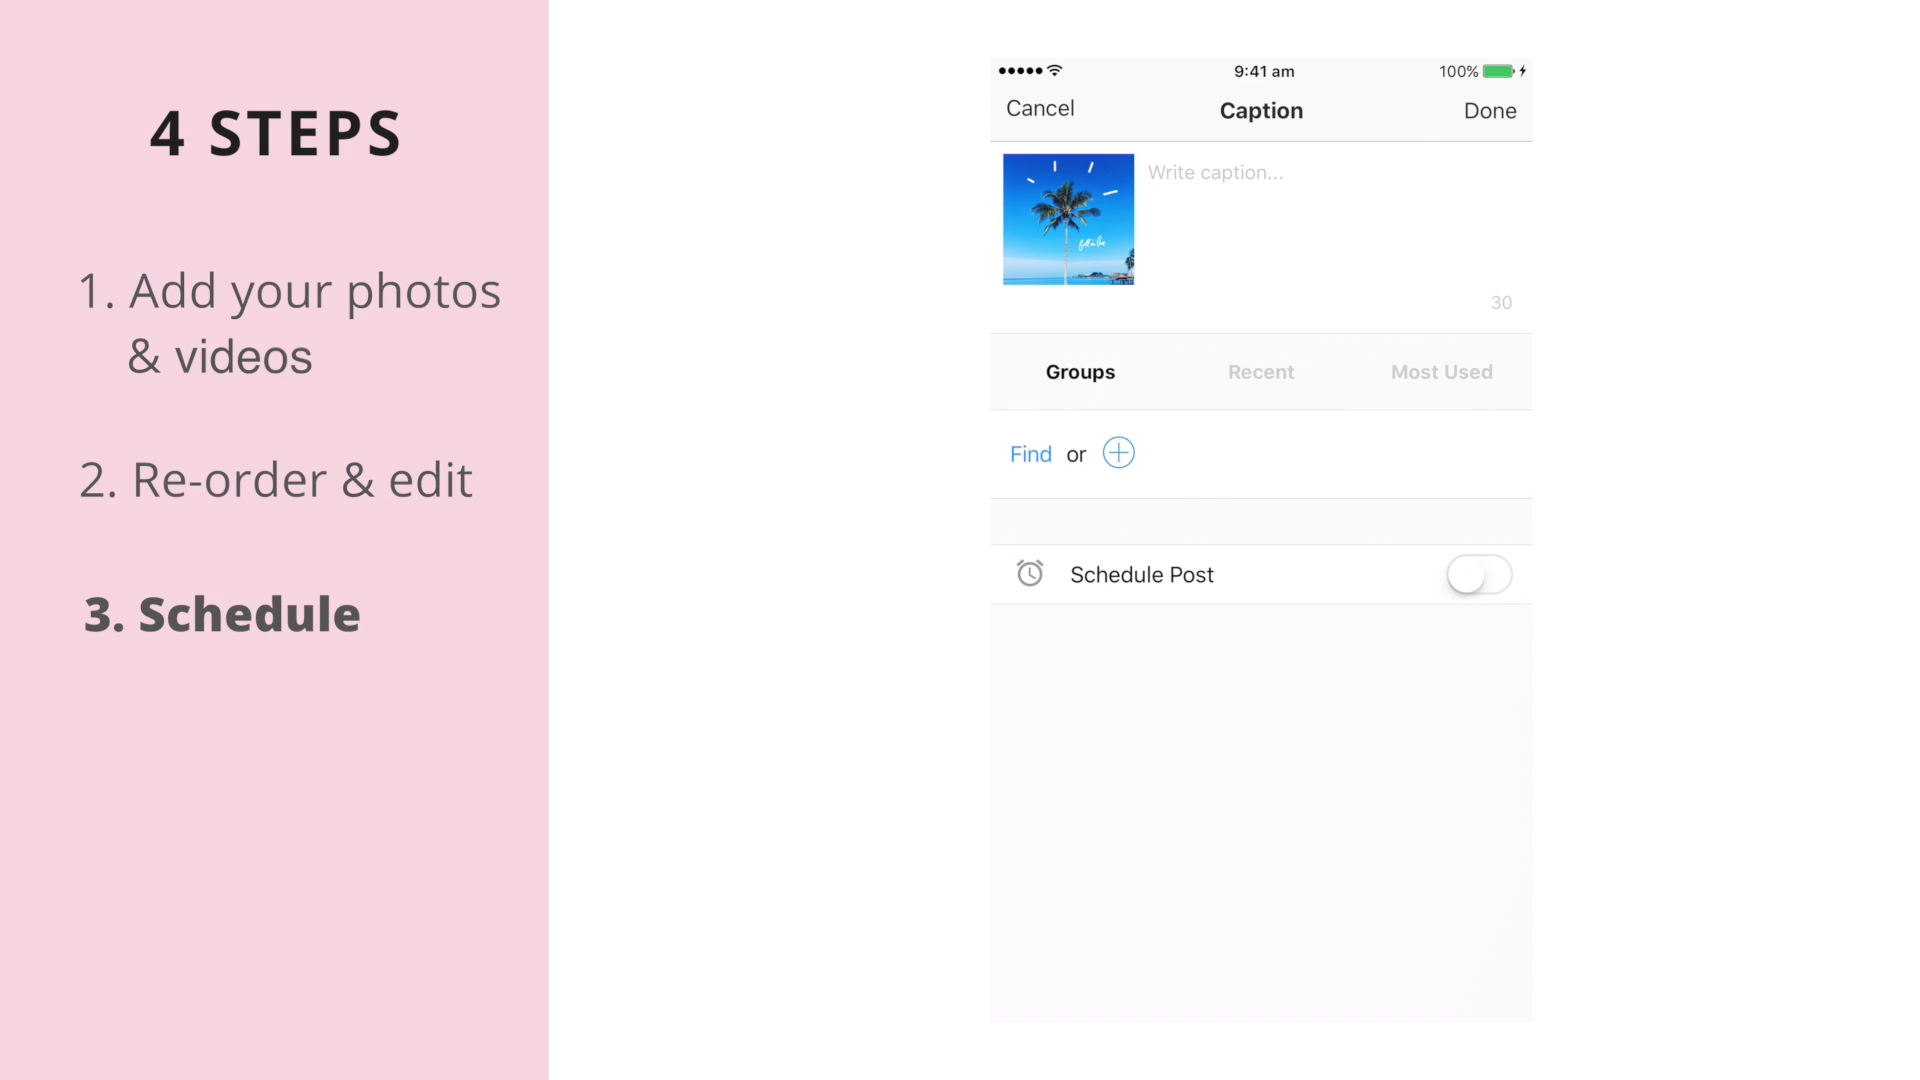 4 STEPS
1. Add your photos
& videos
2. Re-order & edit
3. Schedule
9:41 am
100%
Cancel
Caption
Done
Write caption...
30
Groups
Recent
Most Used
Find or
Schedule Post